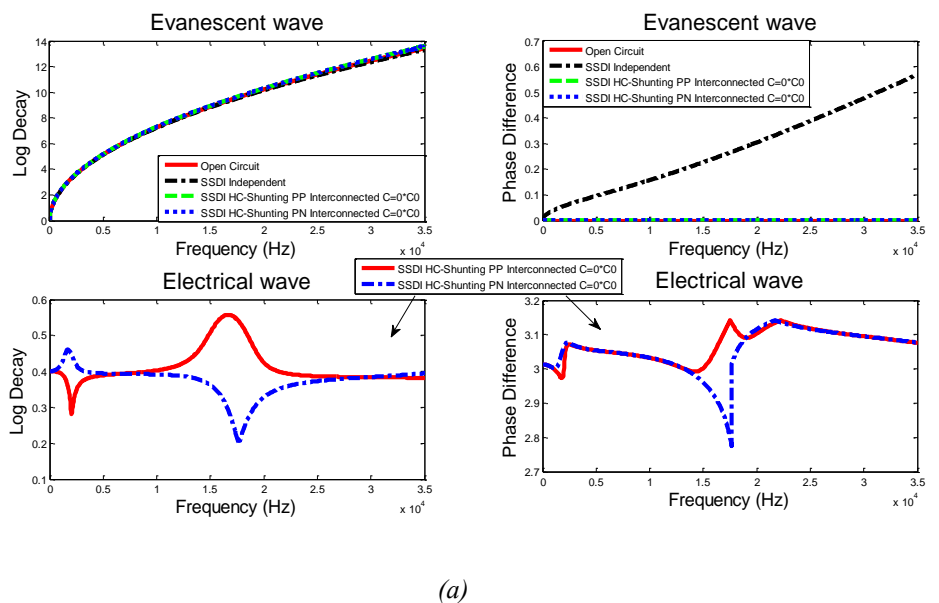 Evanescent wave
14
12
10
8
6
4
2
0
Log Decay
Open Circuit
SSDI Independent
SSDI HC-Shunting PP Interconnected C=0*C0
SSDI HC-Shunting PN Interconnected C=0*C0
0 0.5 1 1.5 2 2.5 3 3.5
x 10^4
Frequency (Hz)
Evanescent wave
0.7
0.6
0.5
0.4
0.3
0.2
0.1
0
Phase Difference
Open Circuit
SSDI Independent
SSDI HC-Shunting PP Interconnected C=0*C0
SSDI HC-Shunting PN Interconnected C=0*C0
0 0.5 1 1.5 2 2.5 3 3.5
x 10^4
Frequency (Hz)
Electrical wave
SSDI HC-Shunting PP Interconnected C=0*C0
SSDI HC-Shunting PN Interconnected C=0*C0
0.6
0.5
0.4
0.3
0.2
0.1
Log Decay
0 0.5 1 1.5 2 2.5 3 3.5
x 10^4
Frequency (Hz)
Electrical wave
3.2
3.1
3.0
2.9
2.8
2.7
Phase Difference
0 0.5 1 1.5 2 2.5 3 3.5
x 10^4
Frequency (Hz)
(a)